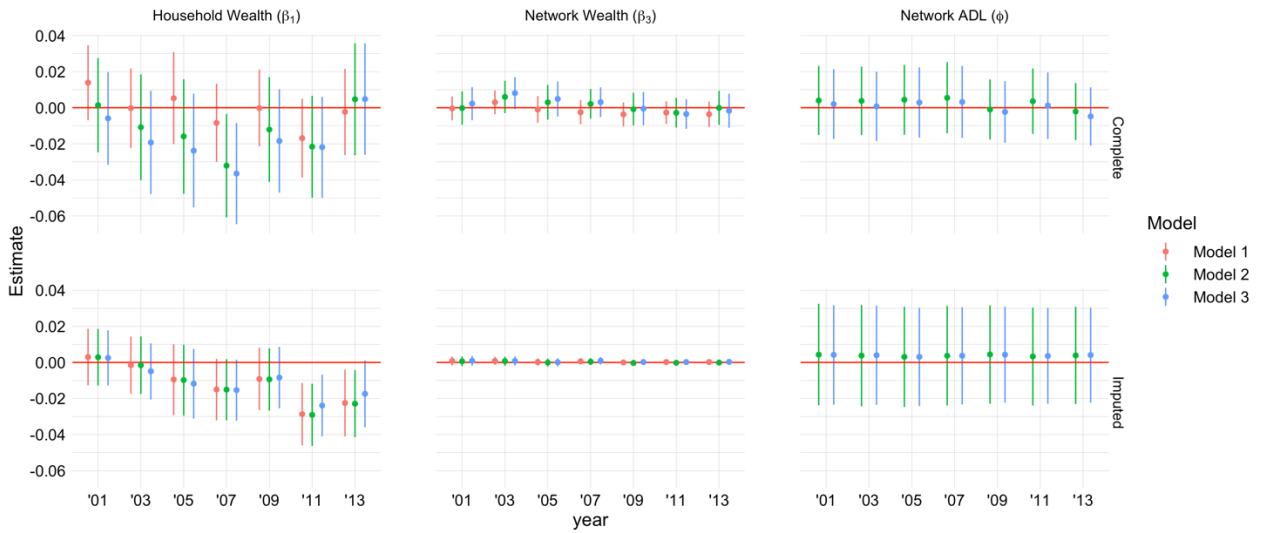 Household Wealth (β₁)
Network Wealth (β₃)
Network ADL (ϕ)
0.04
0.02
0.00
-0.02
-0.04
-0.06
Complete
0.04
0.02
0.00
-0.02
-0.04
-0.06
Imputed
Estimate
'01 '03 '05 '07 '09 '11 '13
'01 '03 '05 '07 '09 '11 '13
'01 '03 '05 '07 '09 '11 '13
year
Model
Model 1
Model 2
Model 3